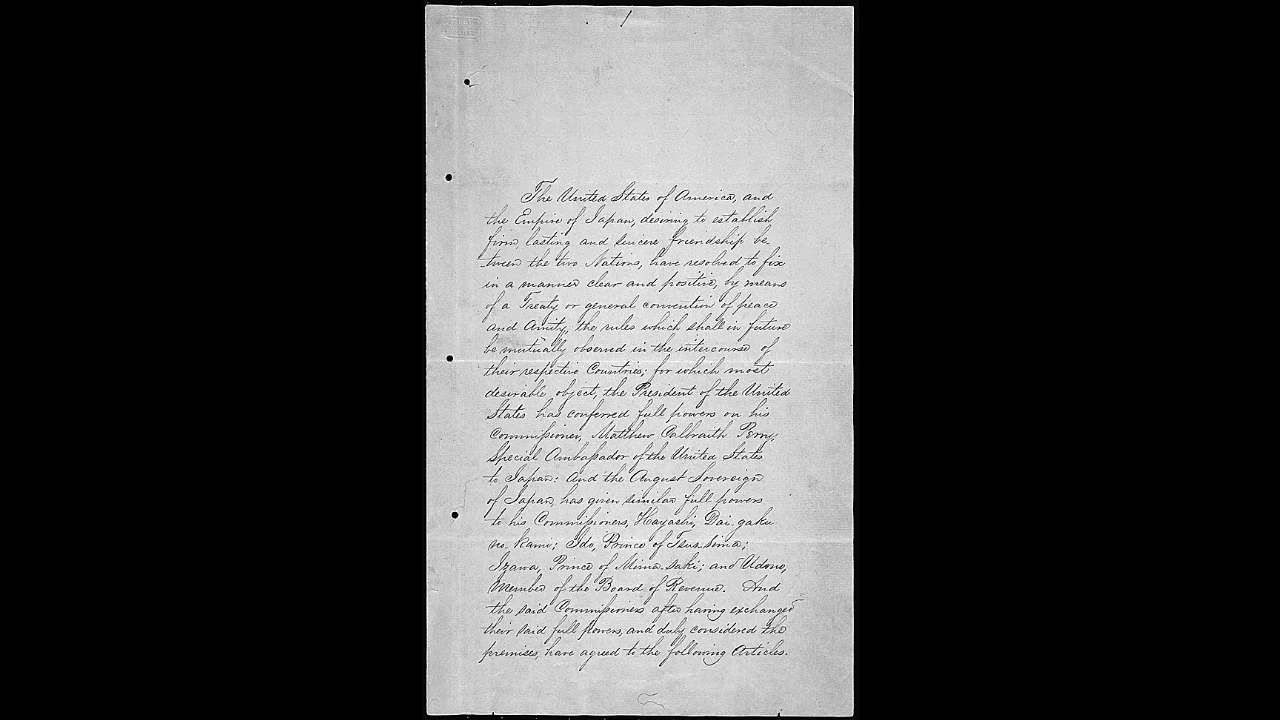 The United States of America, and
the Empire of Japan, desiring to establish
firm, lasting and sincere friendship be
tween the two Nations, have resolved to fix
in a manner clear and positive, by means
of a Treaty or general convention of peace
and Amity, the rules which shall in future
be mutually observed in the intercourse of
their respective Countries; for which most
desirable object, the President of the United
States has conferred full powers on his
Commissioner, Matthew Calbraith Perry,
Special Ambassador of the United States
to Japan: And the August Sovereign
of Japan, has given similar full powers
to his Commissioners, Hayashi, Dai-gaku
no-kami; Ido, Prince of Tsus-Sima;
Izawa, Prince of Mima-saki; and Udono,
Member of the Board of Revenue. And
the said Commissioners after having exchanged
their said full powers, and duly considered the
premises, have agreed to the following Articles.